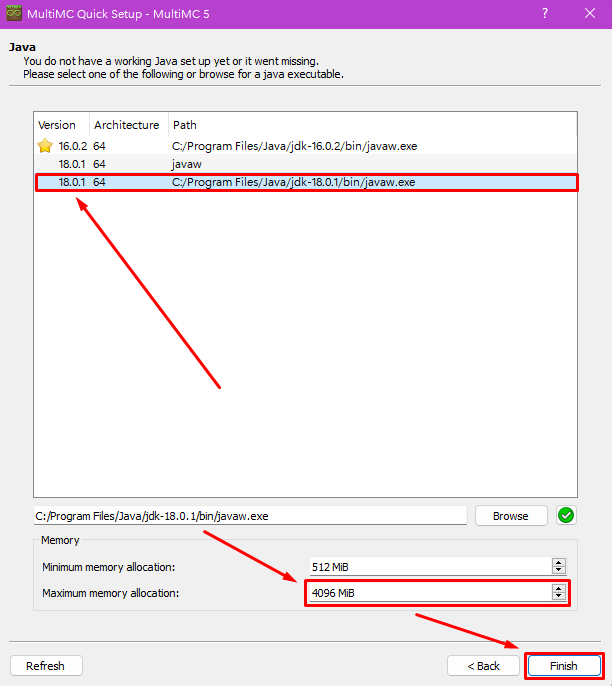 MultiMC Quick Setup - MultiMC 5
Java
You do not have a working Java set up yet or it went missing.
Please select one of the following or browse for a java executable.
Version Architecture Path
16.0.2 64 C:/Program Files/Java/jdk-16.0.2/bin/javaw.exe
18.0.1 64 javaw
18.0.1 64 C:/Program Files/Java/jdk-18.0.1/bin/javaw.exe
C:/Program Files/Java/jdk-18.0.1/bin/javaw.exe Browse
Memory
Minimum memory allocation: 512 MiB
Maximum memory allocation: 4096 MiB
Refresh < Back Finish